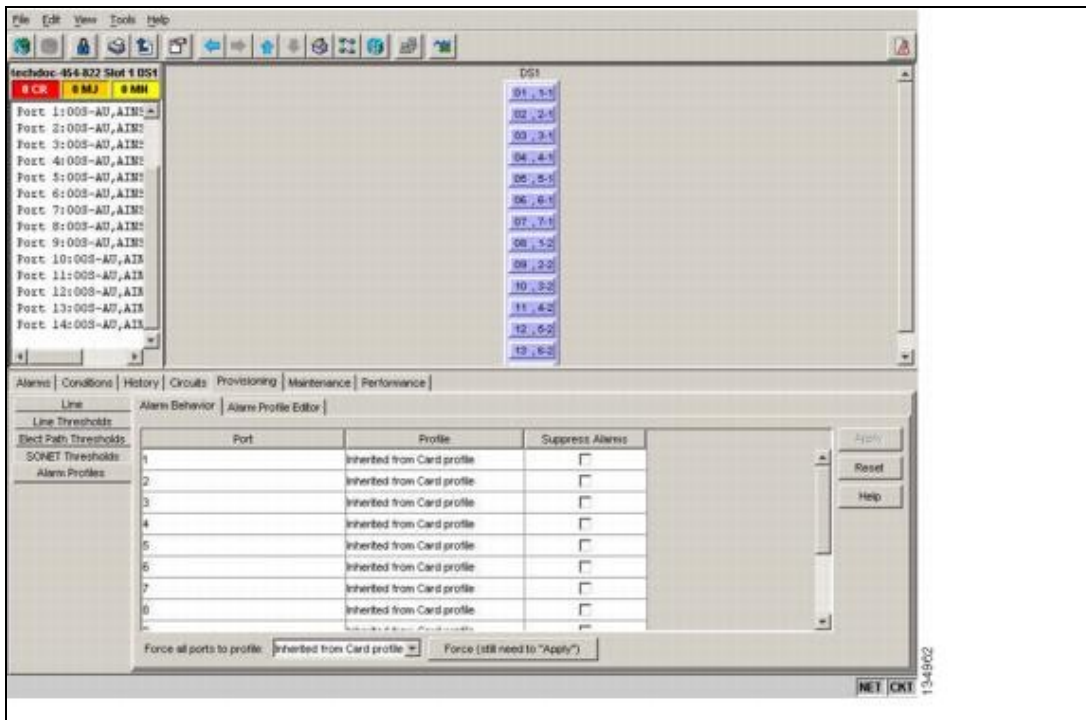 File Edit View Tools Help
techdoc-454-822 Slot 1 DS1
0 CR 0 MJ 0 MN
Port 1:OOS-AU,AINS
Port 2:OOS-AU,AINS
Port 3:OOS-AU,AINS
Port 4:OOS-AU,AINS
Port 5:OOS-AU,AINS
Port 6:OOS-AU,AINS
Port 7:OOS-AU,AINS
Port 8:OOS-AU,AINS
Port 9:OOS-AU,AINS
Port 10:OOS-AU,AIN
Port 11:OOS-AU,AIN
Port 12:OOS-AU,AIN
Port 13:OOS-AU,AIN
Port 14:OOS-AU,AIN
DS1
01 , 1-1
02 , 2-1
03 , 3-1
04 , 4-1
05 , 5-1
06 , 6-1
07 , 7-1
08 , 1-2
09 , 2-2
10 , 3-2
11 , 4-2
12 , 5-2
13 , 6-2
Alarms Conditions History Circuits Provisioning Maintenance Performance
Line
Line Thresholds
Elect Path Thresholds
SONET Thresholds
Alarm Profiles
Alarm Behavior Alarm Profile Editor
Port Profile Suppress Alarms
1 Inherited from Card profile
2 Inherited from Card profile
3 Inherited from Card profile
4 Inherited from Card profile
5 Inherited from Card profile
6 Inherited from Card profile
7 Inherited from Card profile
8 Inherited from Card profile
Apply
Reset
Help
Force all ports to profile: Inherited from Card profile Force (still need to "Apply")
NET CKT
134962